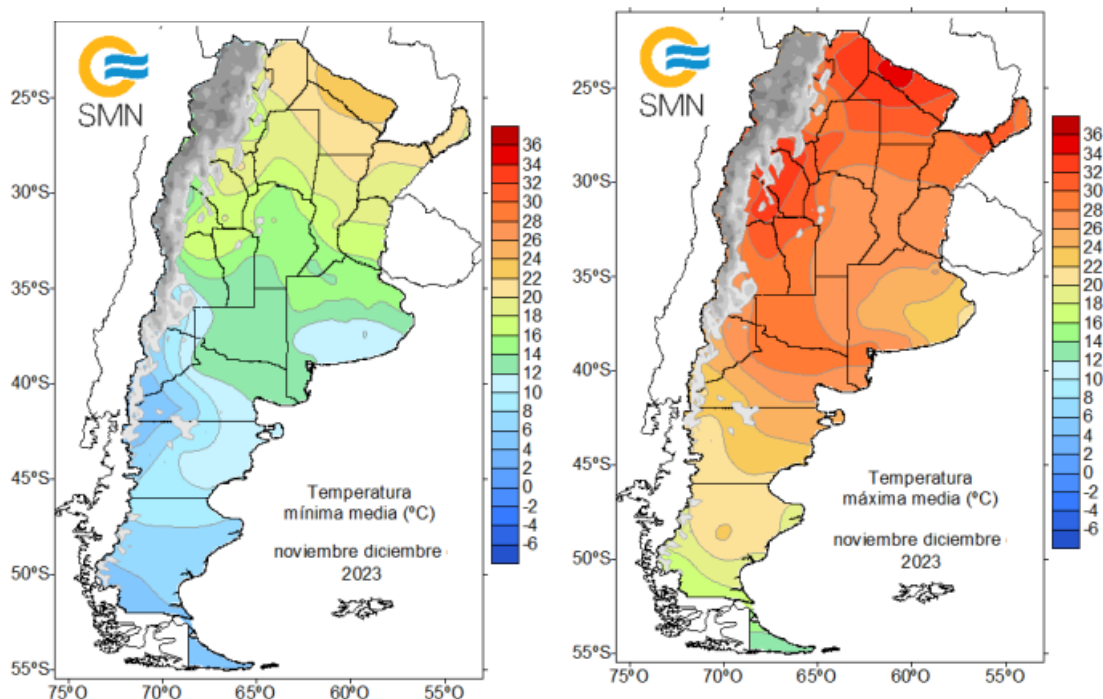 SMN
25ºS
30ºS
35ºS
40ºS
45ºS
50ºS
55ºS
75ºO 70ºO 65ºO 60ºO 55ºO
36
34
32
30
28
26
24
22
20
18
16
14
12
10
8
6
4
2
0
-2
-4
-6
Temperatura
mínima media (ºC)
noviembre diciembre
2023
SMN
25ºS
30ºS
35ºS
40ºS
45ºS
50ºS
55ºS
75ºO 70ºO 65ºO 60ºO 55ºO
36
34
32
30
28
26
24
22
20
18
16
14
12
10
8
6
4
2
0
-2
-4
-6
Temperatura
máxima media (ºC)
noviembre diciembre
2023